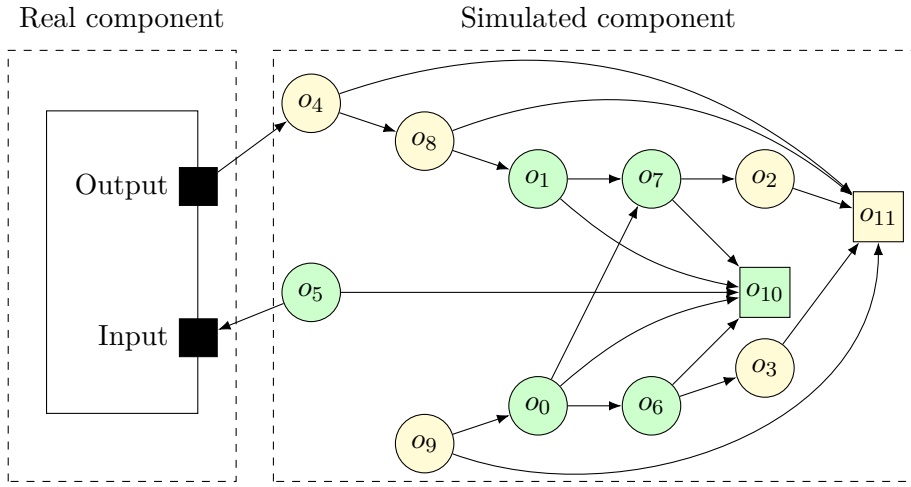 Real component
Simulated component
o4
o8
Output
o1
o7
o2
o11
o5
o10
Input
o3
o0
o6
o9